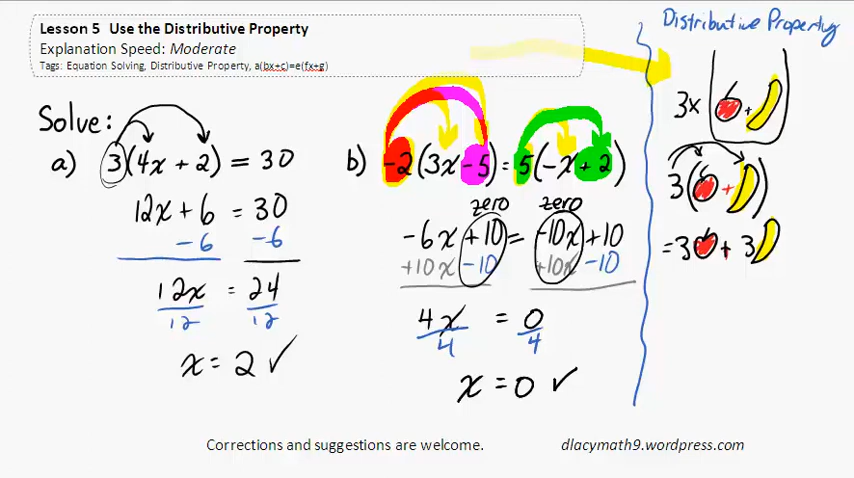 Lesson 5 Use the Distributive Property
Explanation Speed: Moderate
Tags: Equation Solving, Distributive Property, a(bx+c)=e(fx+g)
Solve:
a) 3(4x + 2) = 30
12x + 6 = 30
-6 -6
12x = 24
12 12
x = 2 ✓
b) -2(3x - 5) = 5(-x + 2)
zero zero
-6x +10 = -10x +10
+10x -10 +10x -10
4x = 0
4 4
x = 0 ✓
Distributive Property
3x +
3( + )
= 3 + 3
Corrections and suggestions are welcome.
dlacymath9.wordpress.com